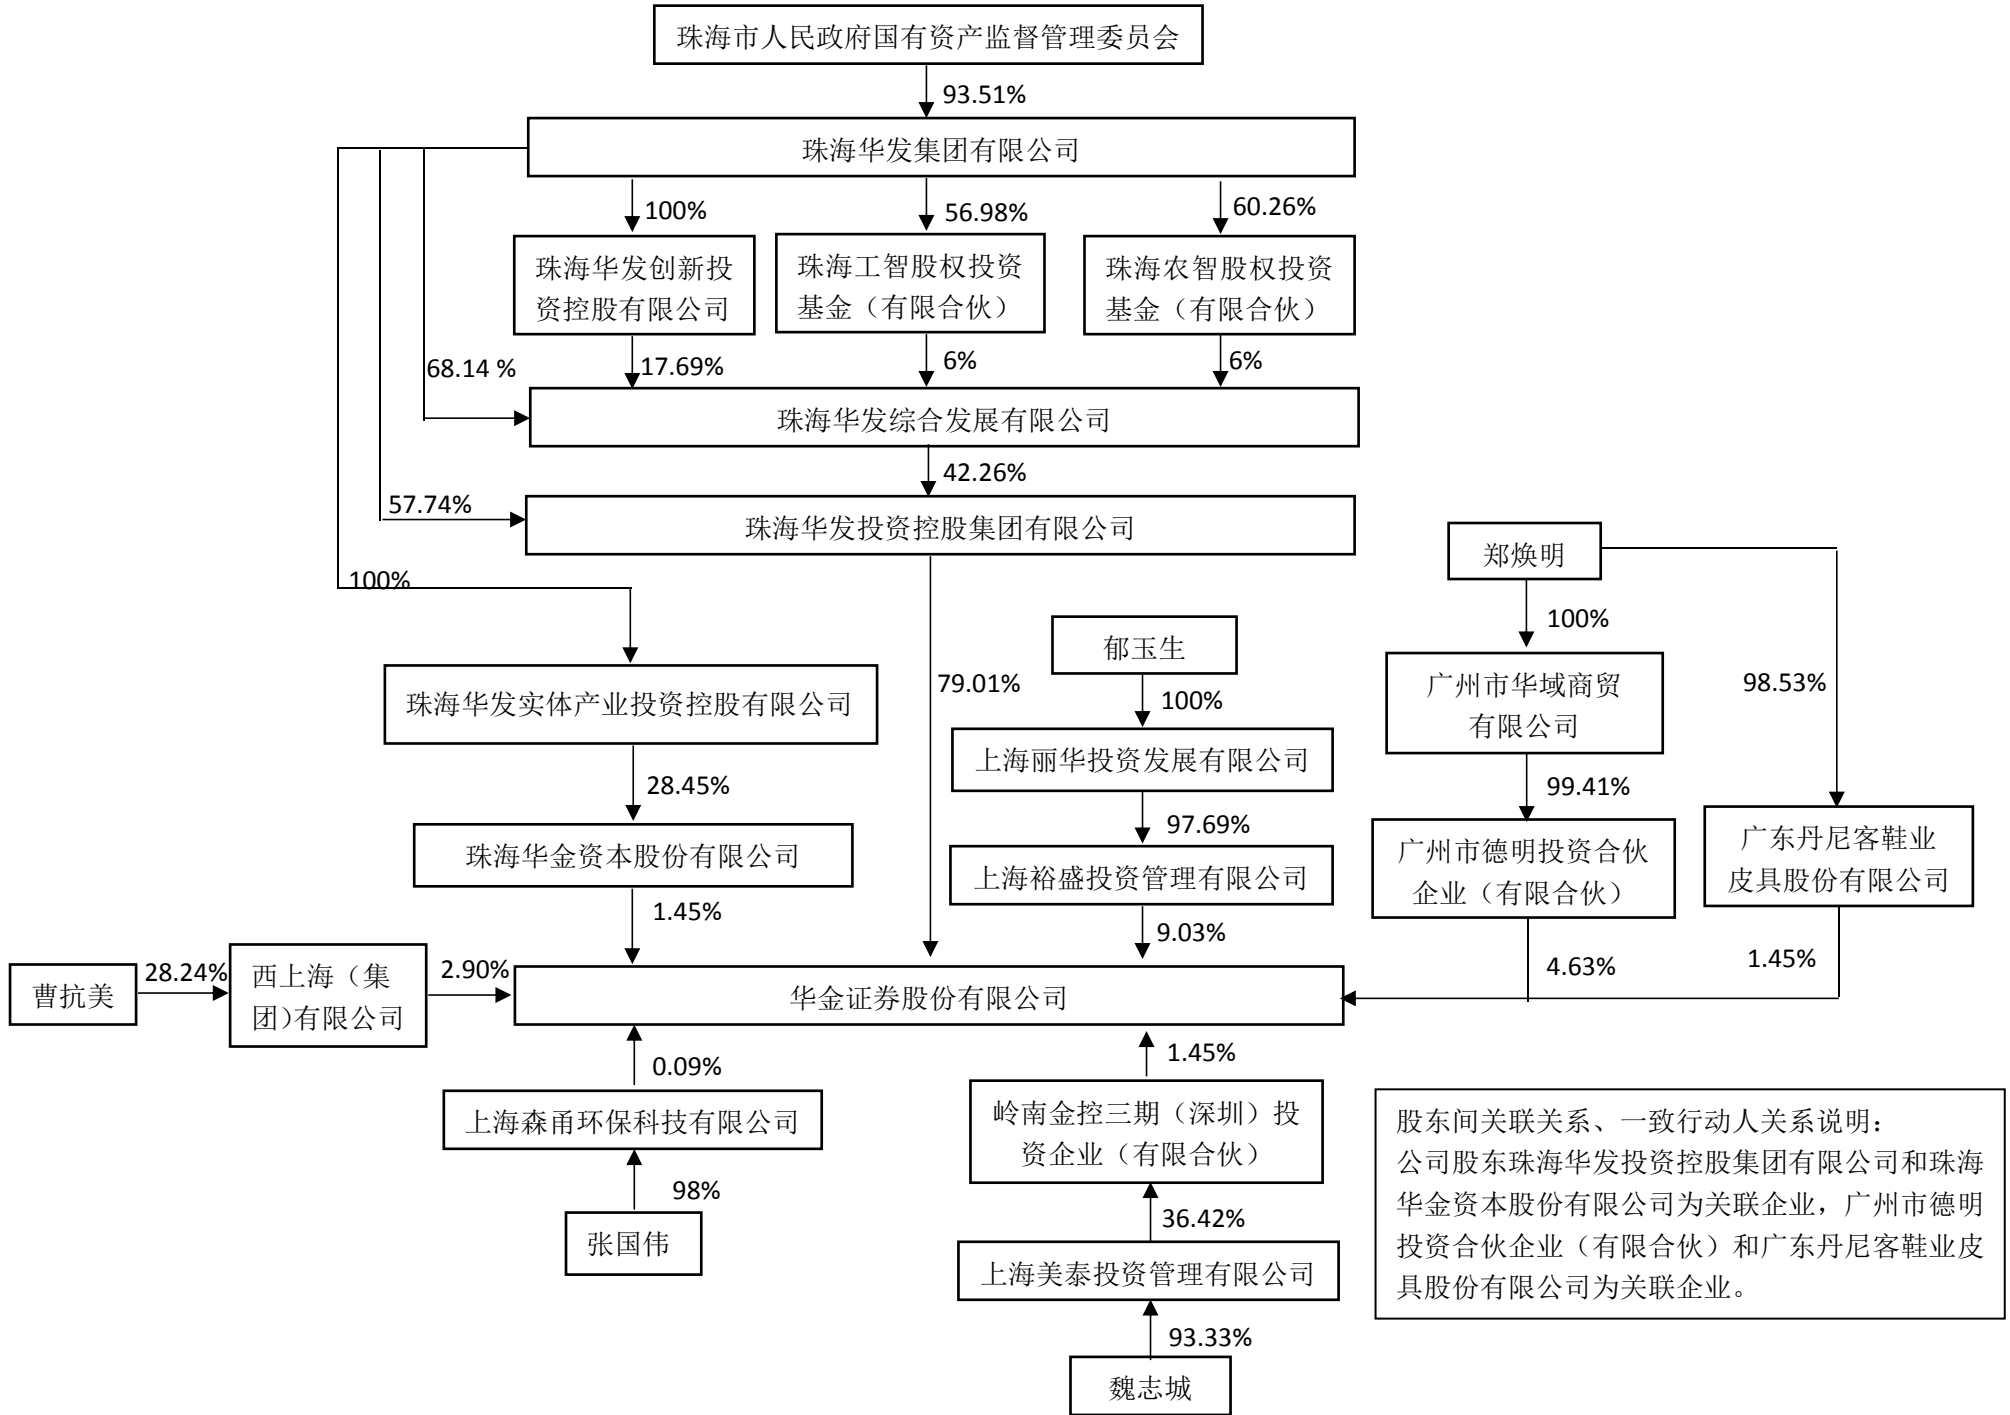 珠海市人民政府国有资产监督管理委员会
93.51%
珠海华发集团有限公司
100%
56.98%
60.26%
珠海华发创新投
资控股有限公司
珠海工智股权投资
基金（有限合伙）
珠海农智股权投资
基金（有限合伙）
68.14 %
17.69%
6%
6%
珠海华发综合发展有限公司
42.26%
57.74%
珠海华发投资控股集团有限公司
郑焕明
100%
100%
郁玉生
79.01%
98.53%
珠海华发实体产业投资控股有限公司
100%
广州市华域商贸
有限公司
上海丽华投资发展有限公司
28.45%
99.41%
97.69%
珠海华金资本股份有限公司
上海裕盛投资管理有限公司
广州市德明投资合伙
企业（有限合伙）
广东丹尼客鞋业
皮具股份有限公司
1.45%
9.03%
4.63%
1.45%
曹抗美
28.24%
西上海（集
团）有限公司
2.90%
华金证券股份有限公司
0.09%
1.45%
上海森甬环保科技有限公司
岭南金控三期（深圳）投
资企业（有限合伙）
98%
36.42%
张国伟
上海美泰投资管理有限公司
93.33%
魏志城
股东间关联关系、一致行动人关系说明：
公司股东珠海华发投资控股集团有限公司和珠海
华金资本股份有限公司为关联企业，广州市德明
投资合伙企业（有限合伙）和广东丹尼客鞋业皮
具股份有限公司为关联企业。